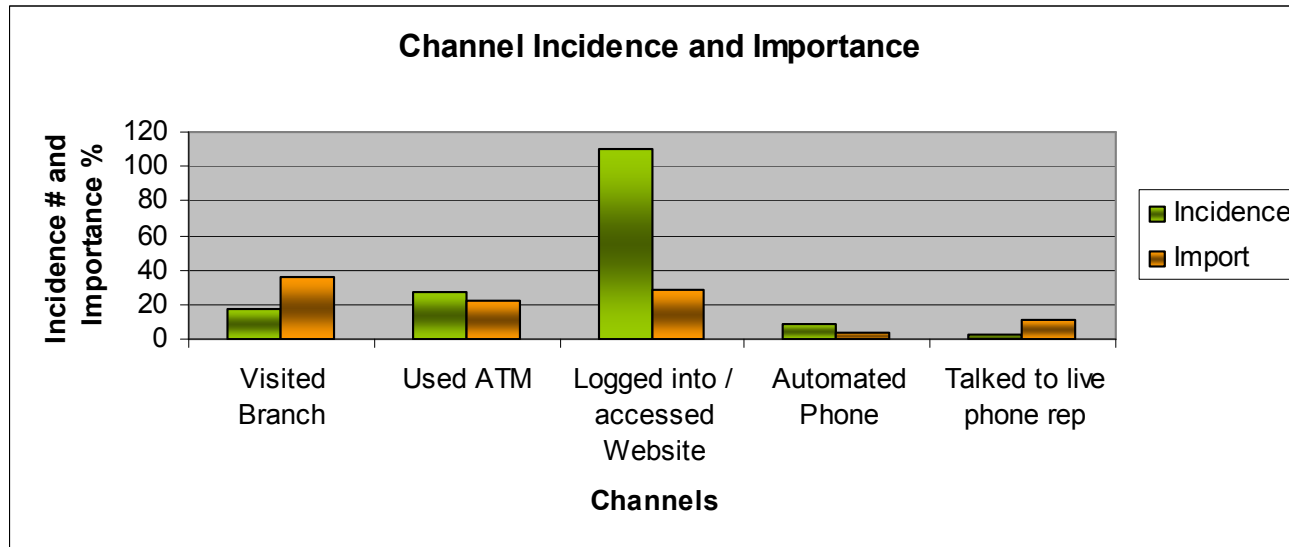 Channel Incidence and Importance
Incidence # and
Importance %
120
100
80
60
40
20
0
Visited
Branch
Used ATM
Logged into /
accessed
Website
Automated
Phone
Talked to live
phone rep
Channels
Incidence
Import